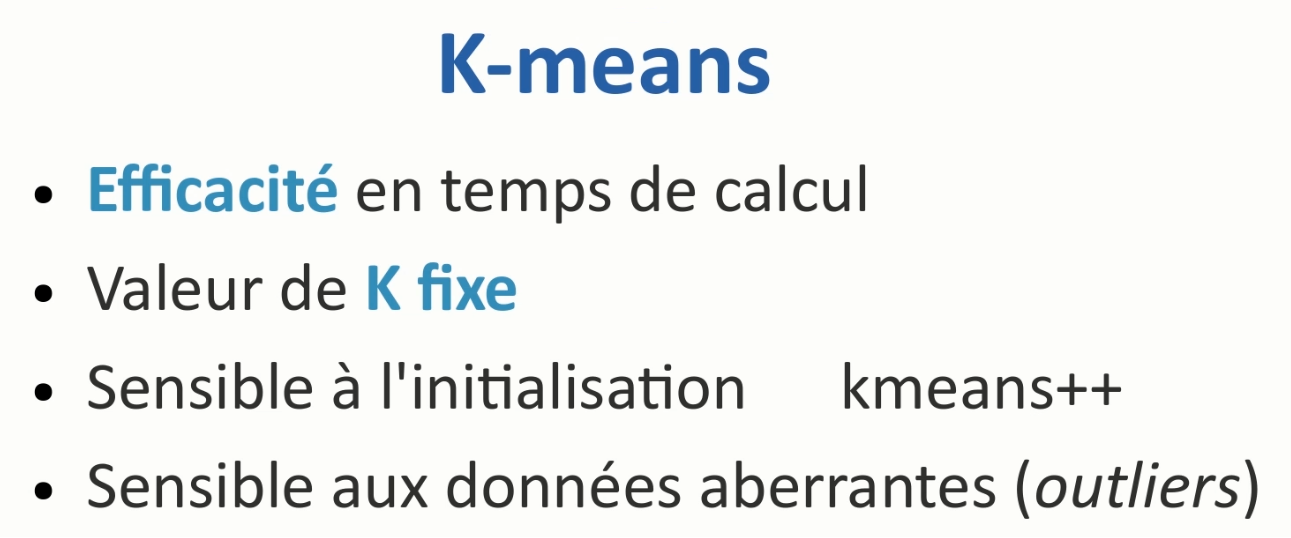 K-means
• Efficacité en temps de calcul
• Valeur de K fixe
• Sensible à l'initialisation kmeans++
• Sensible aux données aberrantes (outliers)